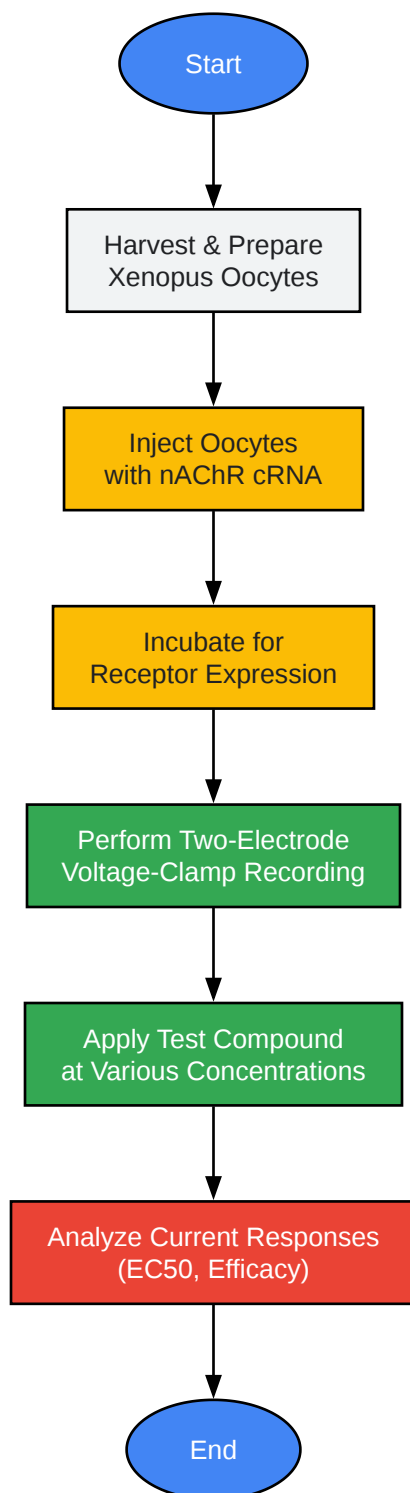 Start
Harvest & Prepare
Xenopus Oocytes
Inject Oocytes
with nAChR cRNA
Incubate for
Receptor Expression
Perform Two-Electrode
Voltage-Clamp Recording
Apply Test Compound
at Various Concentrations
Analyze Current Responses
(EC50, Efficacy)
End